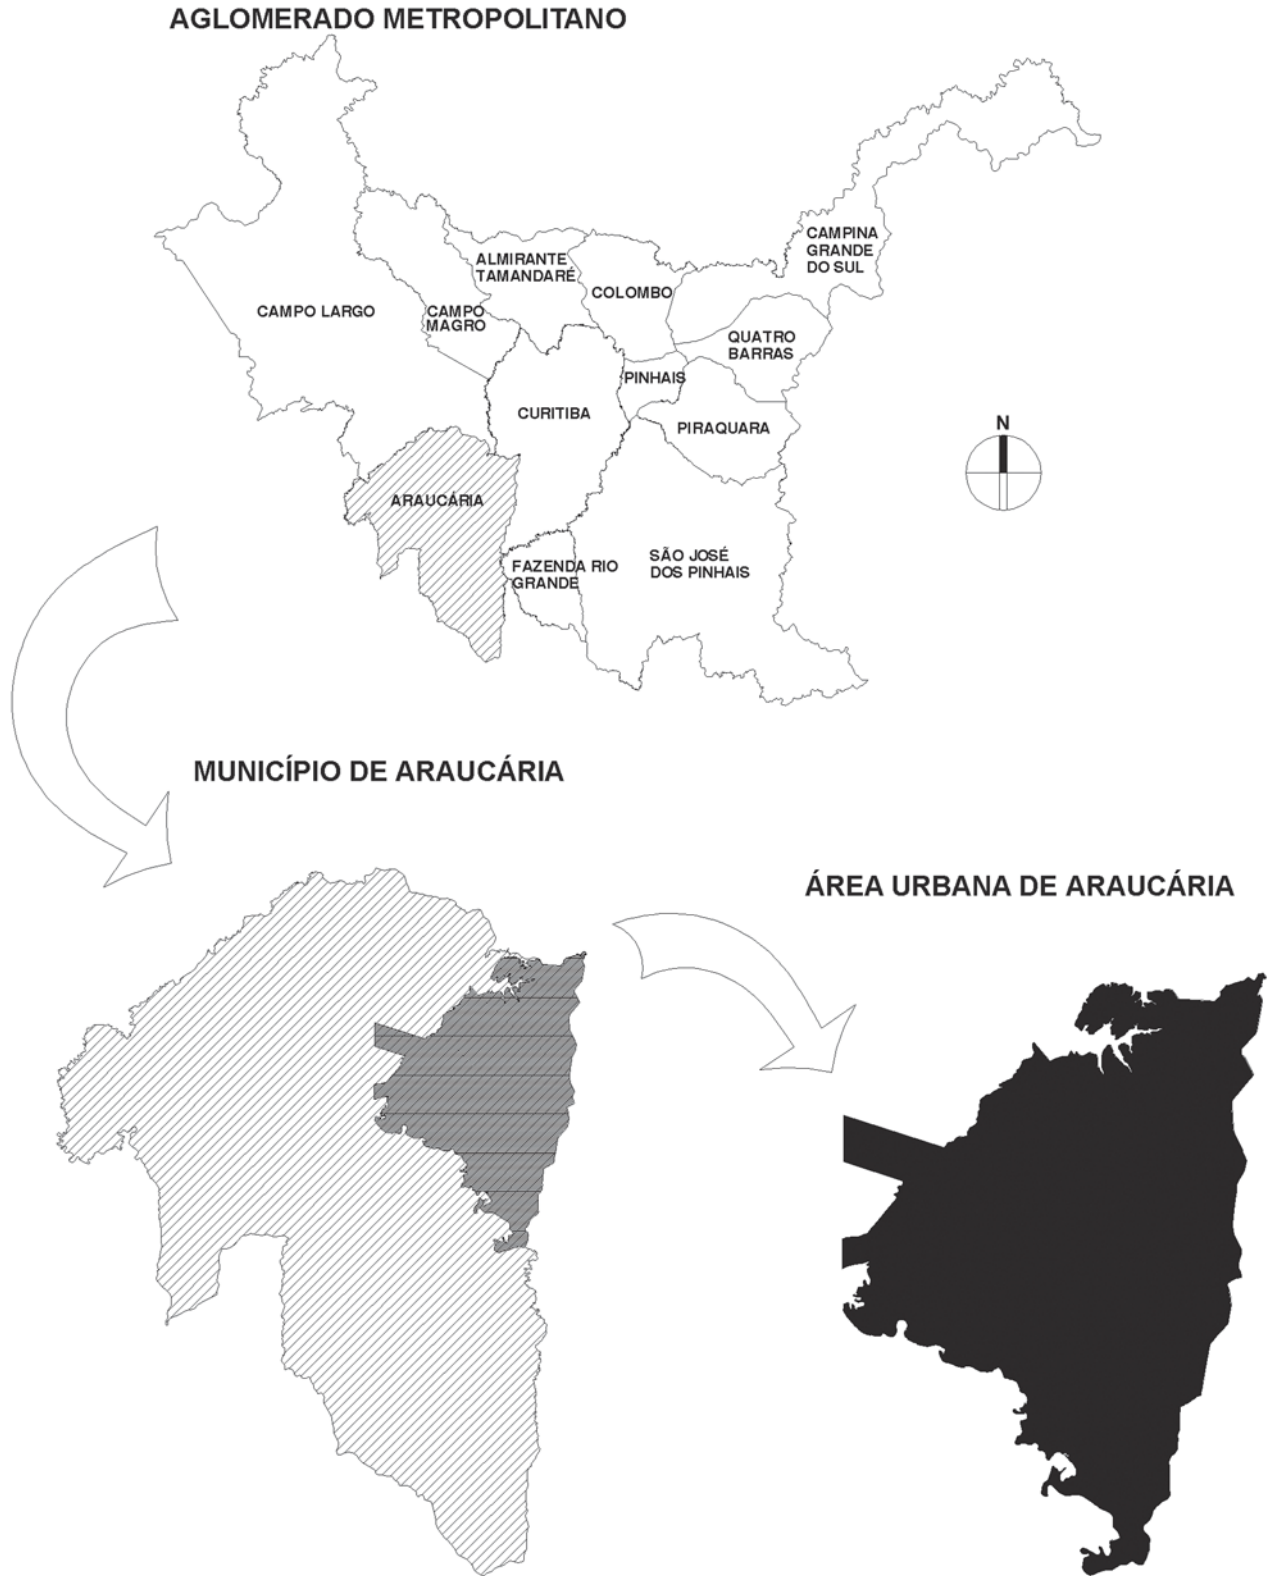 AGLOMERADO METROPOLITANO
CAMPINA
GRANDE
DO SUL
ALMIRANTE
TAMANDARÉ
COLOMBO
CAMPO LARGO
CAMPO
MAGRO
QUATRO
BARRAS
PINHAIS
CURITIBA
PIRAQUARA
N
ARAUCÁRIA
FAZENDA RIO
GRANDE
SÃO JOSÉ
DOS PINHAIS
MUNICÍPIO DE ARAUCÁRIA
ÁREA URBANA DE ARAUCÁRIA